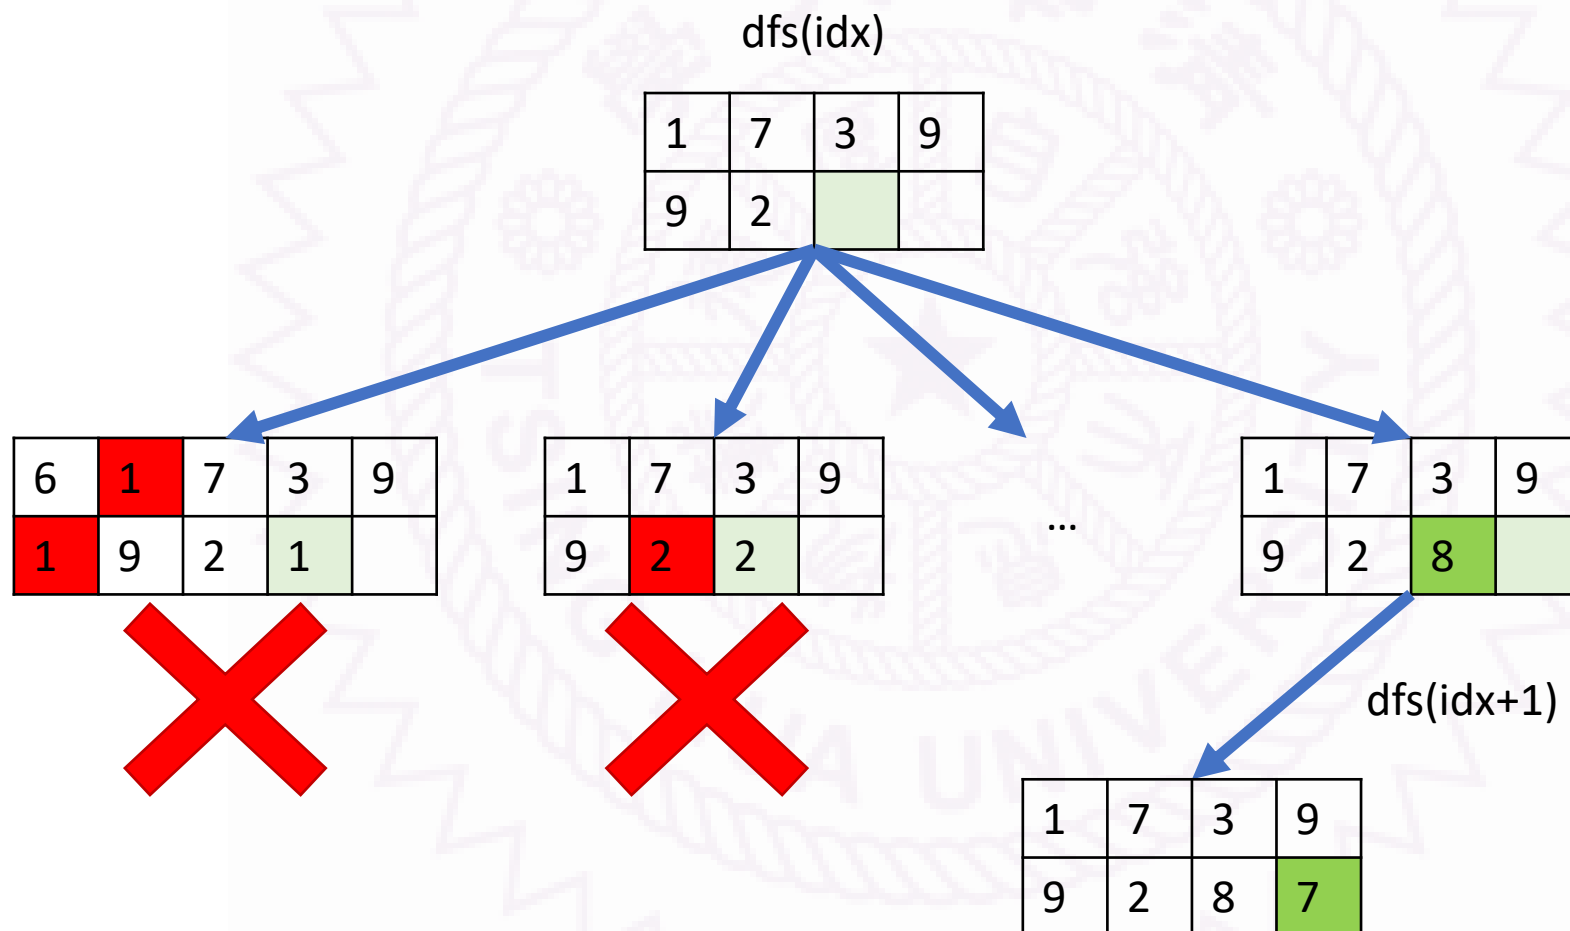 dfs(idx)
1 7 3 9
9 2
6 1 7 3 9
1 9 2 1
1 7 3 9
9 2 2
...
1 7 3 9
9 2 8
dfs(idx+1)
1 7 3 9
9 2 8 7